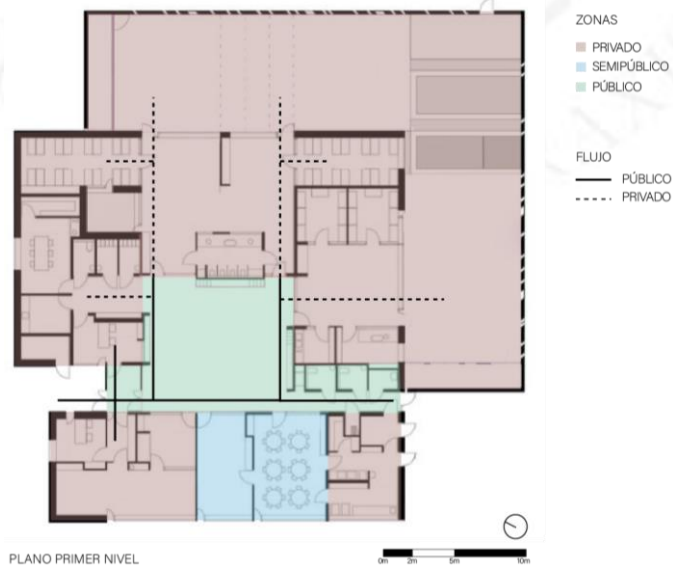 ZONAS
PRIVADO
SEMIPÚBLICO
PÚBLICO
FLUJO
PÚBLICO
PRIVADO
PLANO PRIMER NIVEL
0m 2m 5m 10m